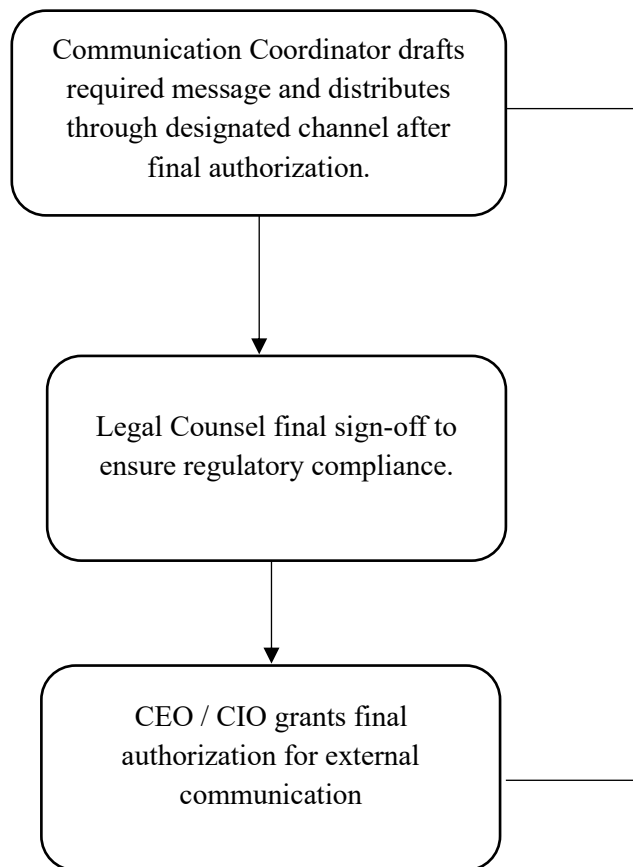 Communication Coordinator drafts
required message and distributes
through designated channel after
final authorization.
Legal Counsel final sign-off to
ensure regulatory compliance.
CEO / CIO grants final
authorization for external
communication